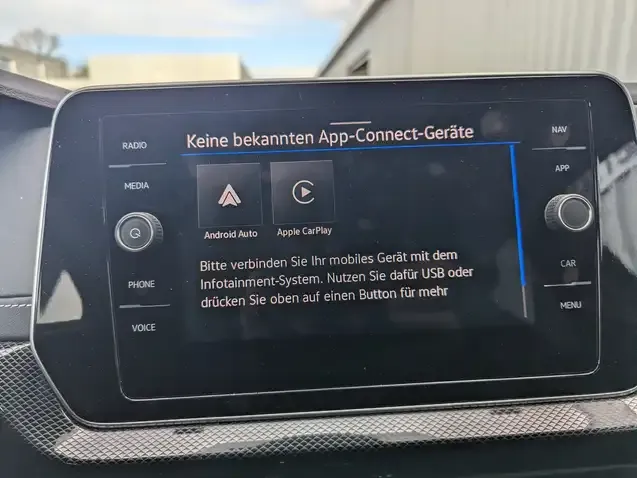 Keine bekannten App-Connect-Geräte
RADIO
MEDIA
PHONE
VOICE
NAV
APP
CAR
MENU
Android Auto
Apple CarPlay
Bitte verbinden Sie Ihr mobiles Gerät mit dem
Infotainment-System. Nutzen Sie dafür USB oder
drücken Sie oben auf einen Button für mehr